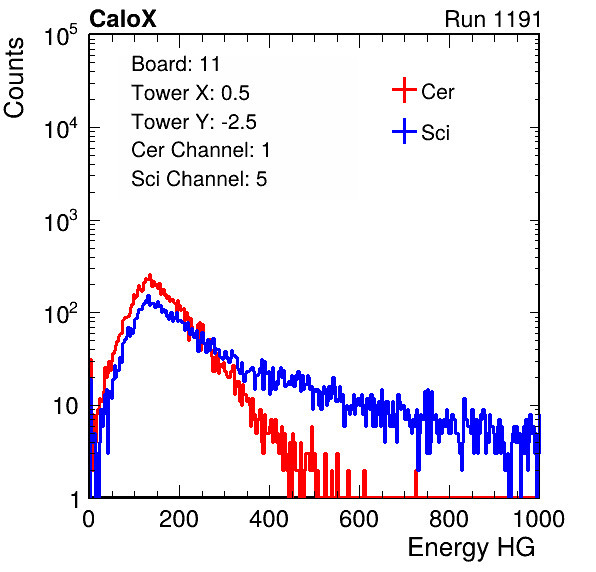 CaloX Run 1191
Counts
10^5
10^4
10^3
10^2
10
1
Board: 11
Tower X: 0.5
Tower Y: -2.5
Cer Channel: 1
Sci Channel: 5
Cer
Sci
0 200 400 600 800 1000
Energy HG